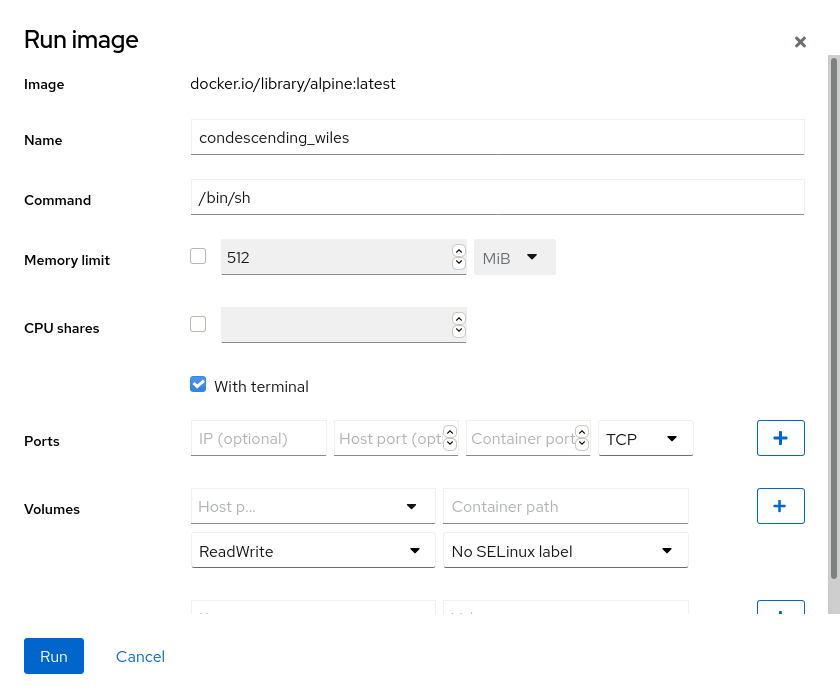 Run image
Image docker.io/library/alpine:latest
Name condescending_wiles
Command /bin/sh
Memory limit 512 MiB
CPU shares
With terminal
Ports IP (optional) Host port (opt Container port TCP
Volumes Host p... Container path
ReadWrite No SELinux label
Run Cancel